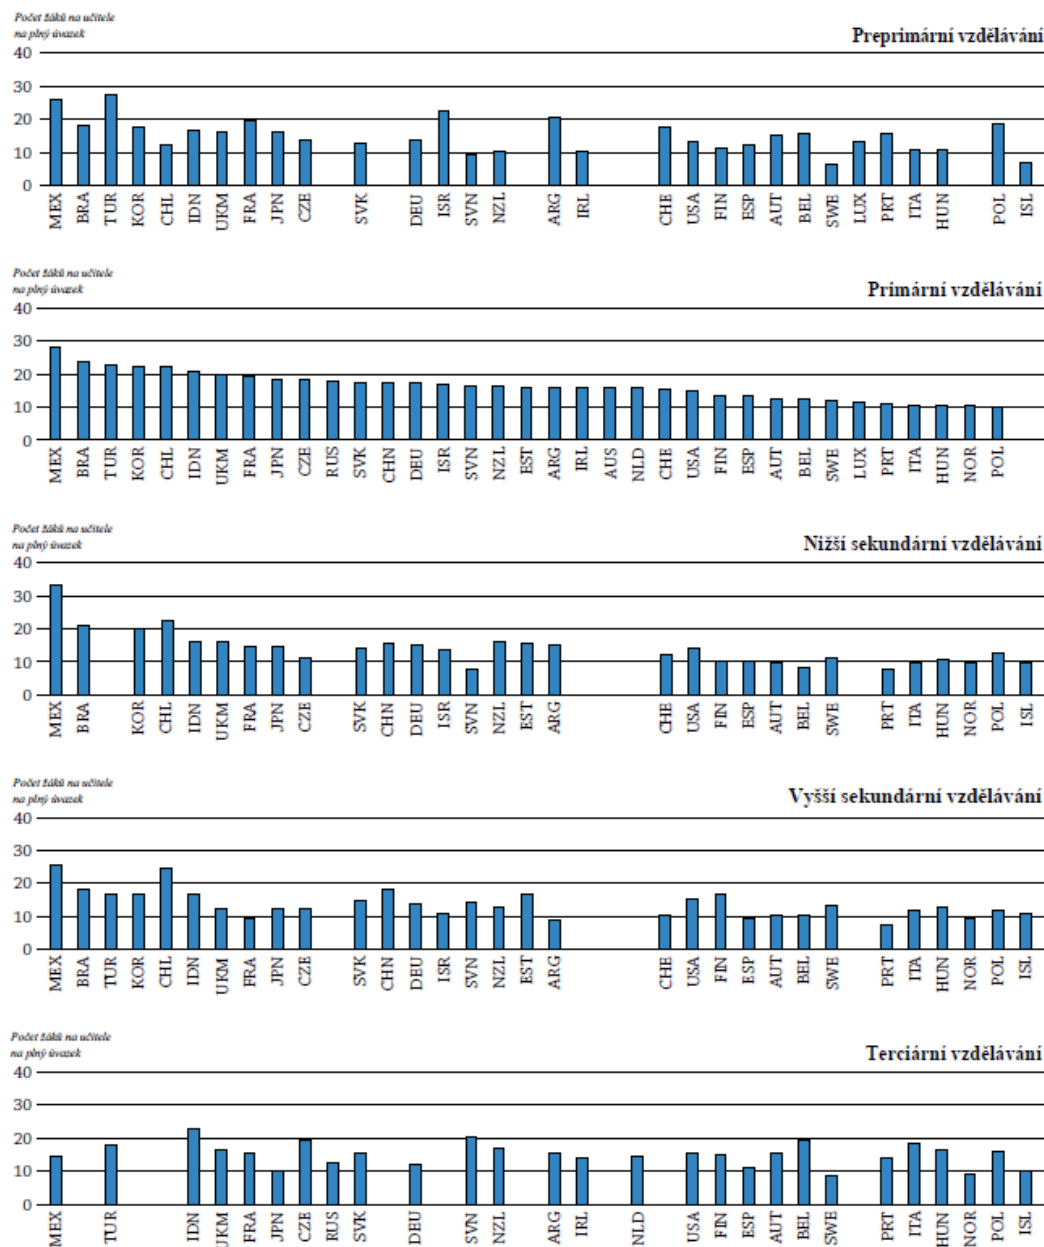 Počet žáků na učitele
na plný úvazek
Preprimární vzdělávání
40
30
20
10
0
MEX BRA TUR KOR CHL IDN UKM FRA JPN CZE SVK DEU ISR SVN NZL ARG IRL CHE USA FIN ESP AUT BEL SWE LUX PRT ITA HUN POL ISL
Počet žáků na učitele
na plný úvazek
Primární vzdělávání
40
30
20
10
0
MEX BRA TUR KOR CHL IDN UKM FRA JPN CZE RUS SVK CHN DEU ISR SVN NZL EST ARG IRL AUS NLD CHE USA FIN ESP AUT BEL SWE LUX PRT ITA HUN NOR POL
Počet žáků na učitele
na plný úvazek
Nižší sekundární vzdělávání
40
30
20
10
0
MEX BRA KOR CHL IDN UKM FRA JPN CZE SVK CHN DEU ISR SVN NZL EST ARG CHE USA FIN ESP AUT BEL SWE PRT ITA HUN NOR POL ISL
Počet žáků na učitele
na plný úvazek
Vyšší sekundární vzdělávání
40
30
20
10
0
MEX BRA TUR KOR CHL IDN UKM FRA JPN CZE SVK CHN DEU ISR SVN NZL EST ARG CHE USA FIN ESP AUT BEL SWE PRT ITA HUN NOR POL ISL
Počet žáků na učitele
na plný úvazek
Terciární vzdělávání
40
30
20
10
0
MEX TUR IDN UKM FRA JPN CZE RUS SVK DEU SVN NZL ARG IRL NLD USA FIN ESP AUT BEL SWE PRT ITA HUN NOR POL ISL